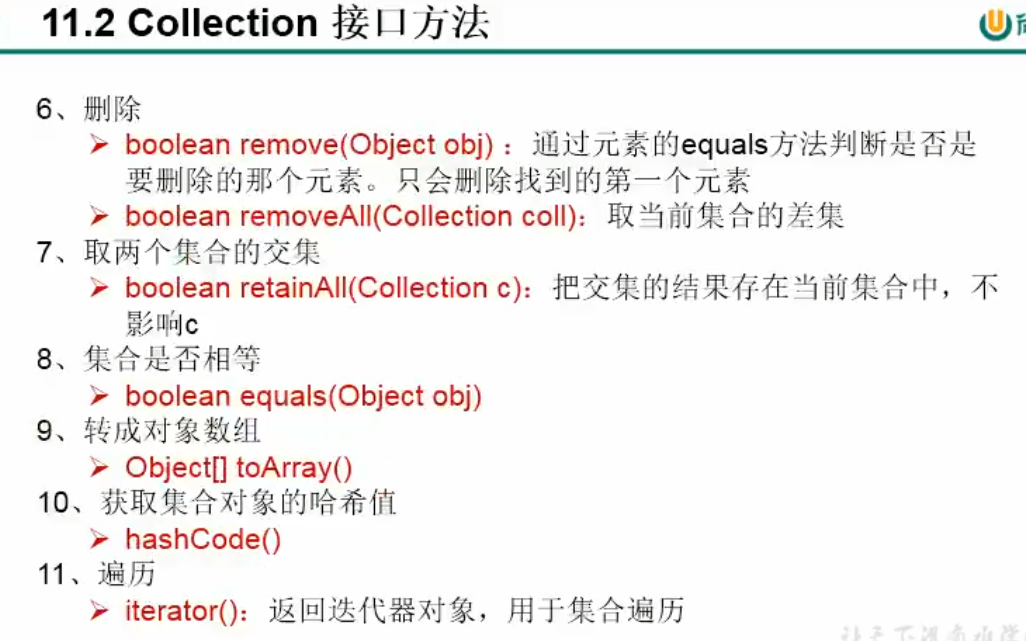 11.2 Collection 接口方法
6、删除
➢ boolean remove(Object obj) ：通过元素的equals方法判断是否是
要删除的那个元素。只会删除找到的第一个元素
➢ boolean removeAll(Collection coll)：取当前集合的差集
7、取两个集合的交集
➢ boolean retainAll(Collection c)：把交集的结果存在当前集合中，不
影响c
8、集合是否相等
➢ boolean equals(Object obj)
9、转成对象数组
➢ Object[] toArray()
10、获取集合对象的哈希值
➢ hashCode()
11、遍历
➢ iterator()：返回迭代器对象，用于集合遍历